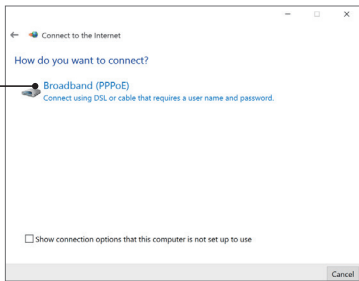 Connect to the Internet
How do you want to connect?
Broadband (PPPoE)
Connect using DSL or cable that requires a user name and password.
Show connection options that this computer is not set up to use
Cancel